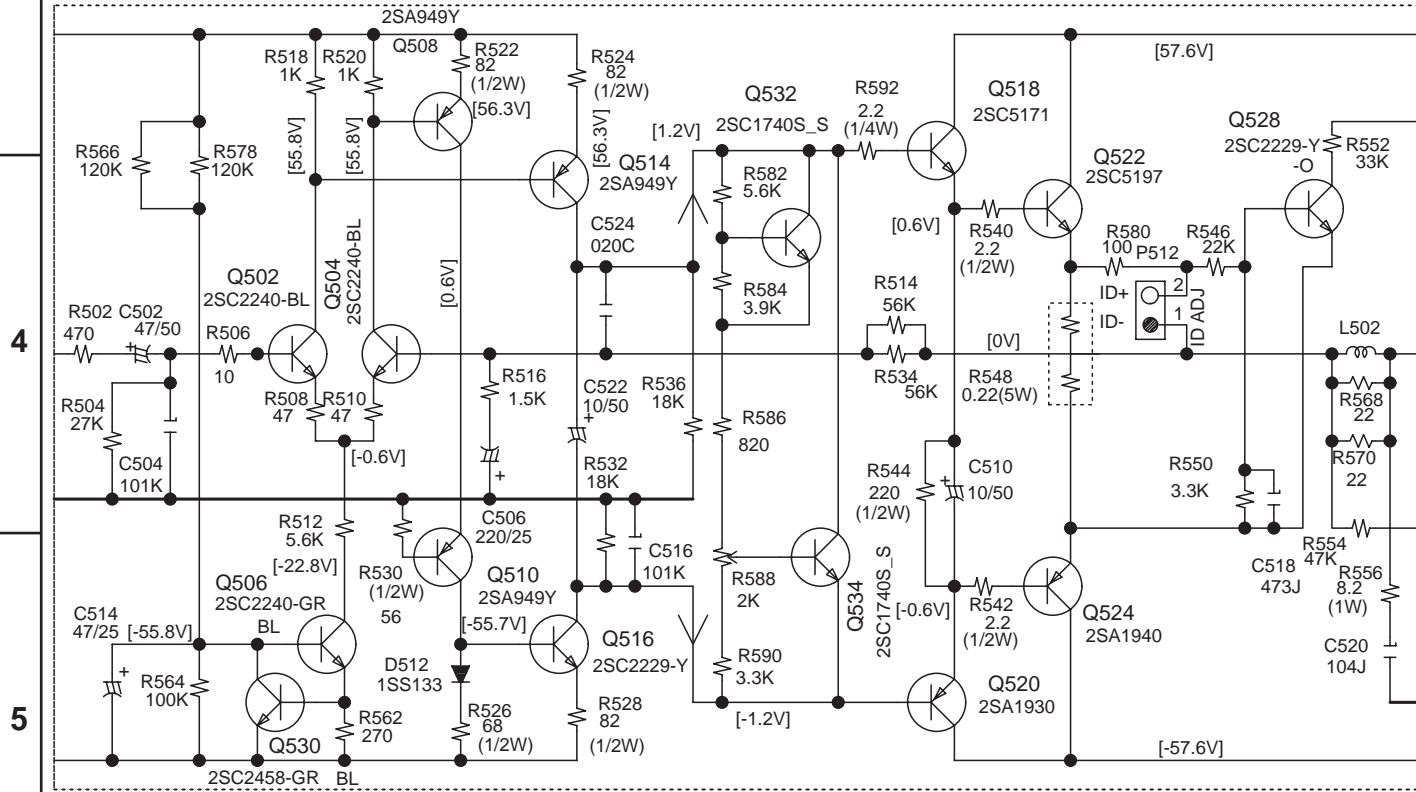 2SA949Y
Q508
R518
1K
R520
1K
R522
82
(1/2W)
[56.3V]
R524
82
(1/2W)
[57.6V]
Q532
2SC1740S_S
R592
2.2
(1/4W)
Q518
2SC5171
Q528
2SC2229-Y
-O
R552
33K
[1.2V]
[55.8V]
[55.8V]
[56.3V]
R566
120K
R578
120K
Q514
2SA949Y
R582
5.6K
Q522
2SC5197
C524
020C
[0.6V]
R540
2.2
(1/2W)
R580
100
P512
R546
22K
Q502
2SC2240-BL
Q504
2SC2240-BL
[0.6V]
R584
3.9K
R514
56K
ID+
2
ID-
1
ID ADJ
4
R502
470
C502
47/50
+
R506
10
[0V]
L502
R534
56K
R548
0.22(5W)
R504
27K
R508
47
R510
47
R516
1.5K
C522
10/50
+
R536
18K
R568
22
C504
101K
[-0.6V]
+
R532
18K
R586
820
R544
220
(1/2W)
C510
10/50
+
R550
3.3K
R570
22
R512
5.6K
[-22.8V]
C506
220/25
R530
(1/2W)
56
C516
101K
R588
2K
Q534
2SC1740S_S
C518
473J
R554
47K
R556
8.2
(1W)
Q506
2SC2240-GR
BL
Q510
2SA949Y
[-0.6V]
R542
2.2
(1/2W)
Q524
2SA1940
C514
47/25
+
[-55.8V]
[-55.7V]
Q516
2SC2229-Y
C520
104J
D512
1SS133
R564
100K
R590
3.3K
Q520
2SA1930
5
R562
270
R526
68
(1/2W)
R528
82
(1/2W)
[-1.2V]
Q530
2SC2458-GR
BL
[-57.6V]